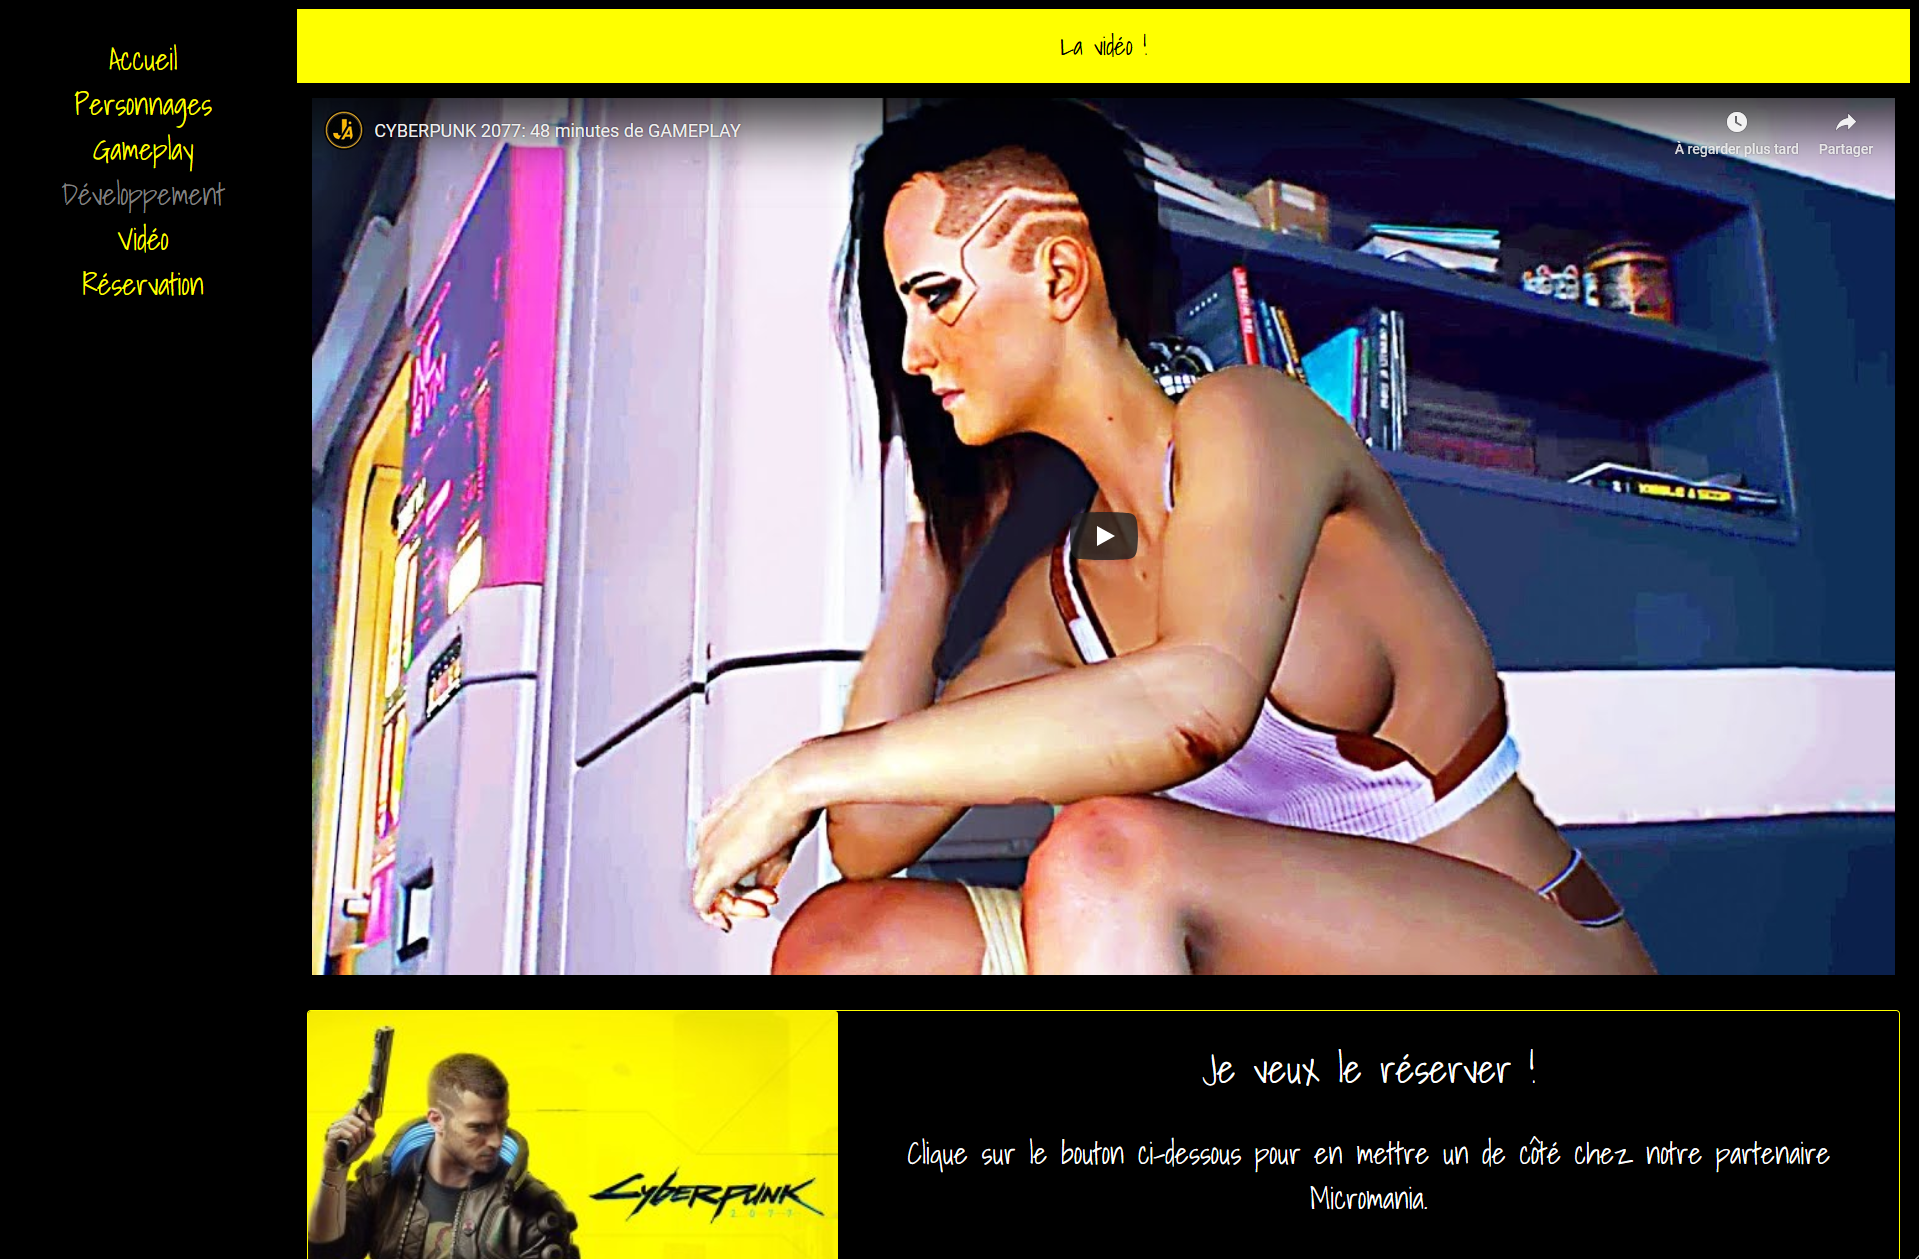 Accueil
Personnages
Gameplay
Développement
Vidéo
Réservation
La vidéo !
CYBERPUNK 2077: 48 minutes de GAMEPLAY
À regarder plus tard
Partager
Je veux le réserver !
Clique sur le bouton ci-dessous pour en mettre un de côté chez notre partenaire
Micromania.
CYBERPUNK
2077